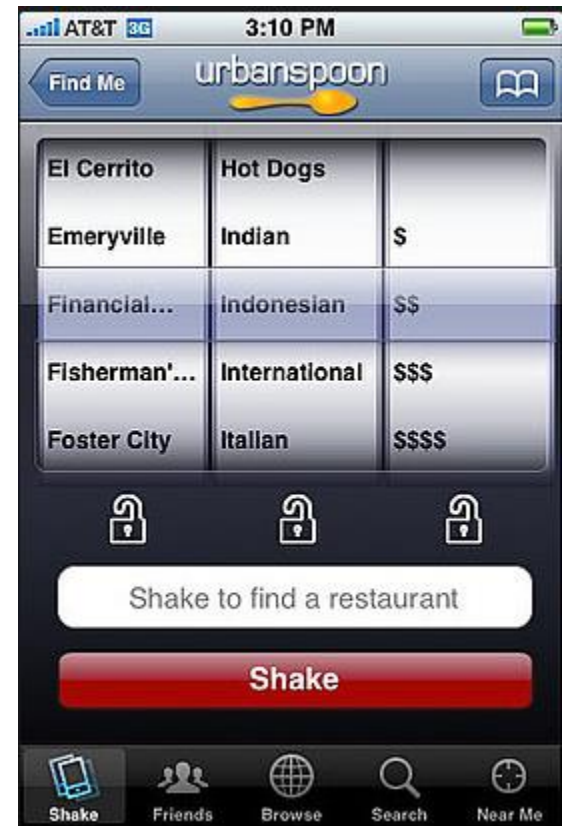 AT&T 3G 3:10 PM
Find Me urbanspoon
El Cerrito Hot Dogs
Emeryville Indian $
Financial... Indonesian $$
Fisherman'... International $$$
Foster City Italian $$$$
Shake to find a restaurant
Shake
Shake Friends Browse Search Near Me